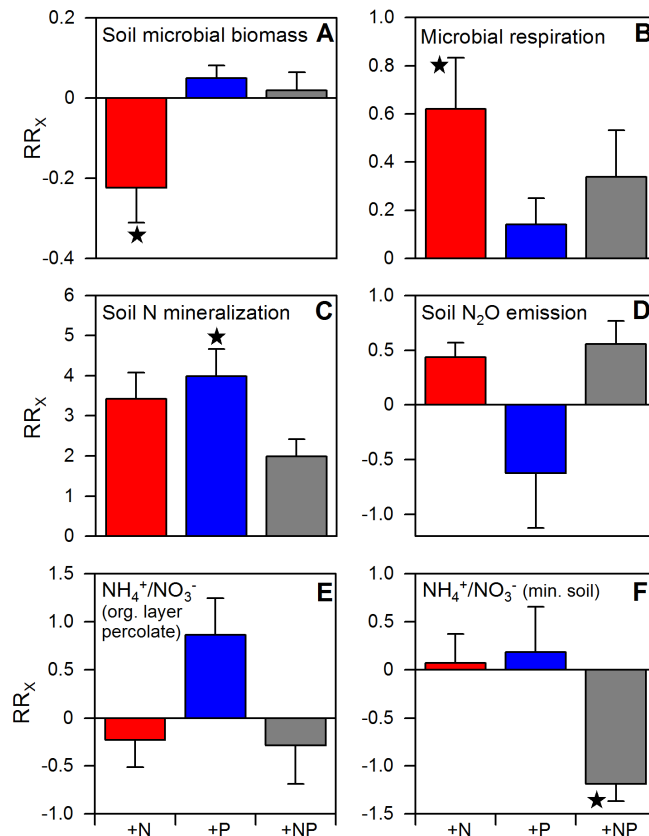 Soil microbial biomass A
0.2
0
-0.2
-0.4
RRX
Microbial respiration B
1.0
0.8
0.6
0.4
0.2
0
Soil N mineralization C
6
5
4
3
2
1
0
RRX
Soil N2O emission D
1.0
0.5
0
-0.5
-1.0
NH4+/NO3- E
(org. layer
percolate)
1.5
1.0
0.5
0
-0.5
-1.0
RRX
+N +P +NP
NH4+/NO3- (min. soil) F
1.0
0.5
0
-0.5
-1.0
-1.5
+N +P +NP